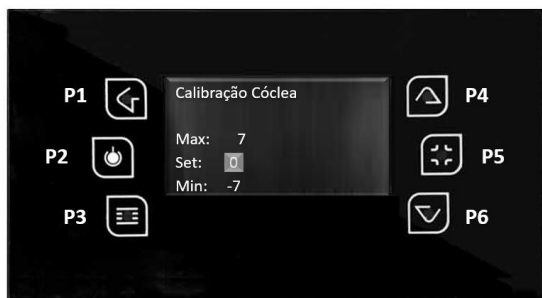 Calibração Cóclea
Max: 7
Set: 0
Min: -7
P1
P2
P3
P4
P5
P6